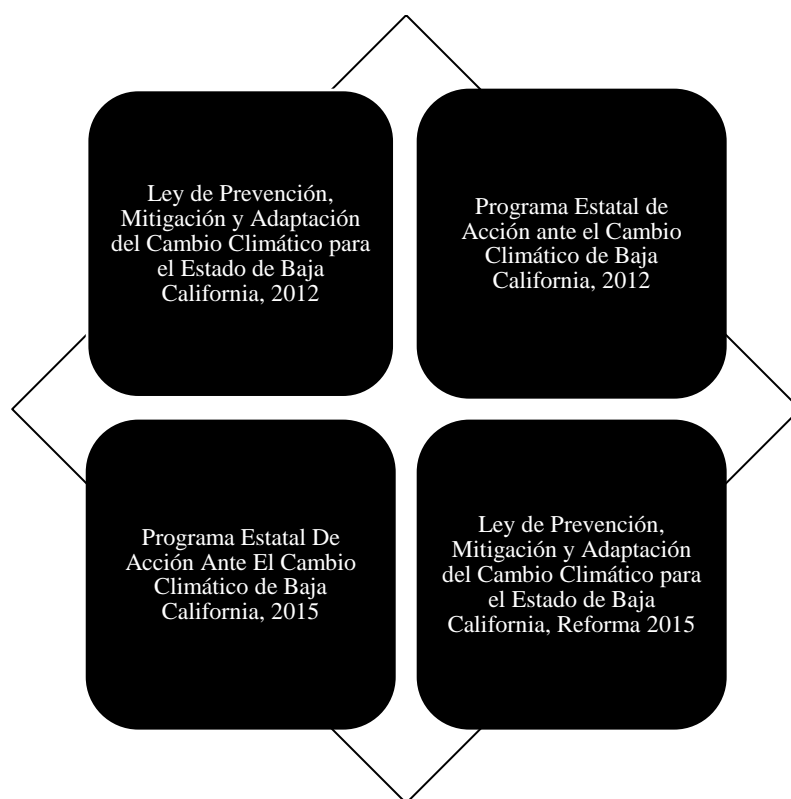 Ley de Prevención,
Mitigación y Adaptación
del Cambio Climático para
el Estado de Baja
California, 2012
Programa Estatal de
Acción ante el Cambio
Climático de Baja
California, 2012
Programa Estatal De
Acción Ante El Cambio
Climático de Baja
California, 2015
Ley de Prevención,
Mitigación y Adaptación
del Cambio Climático para
el Estado de Baja
California, Reforma 2015